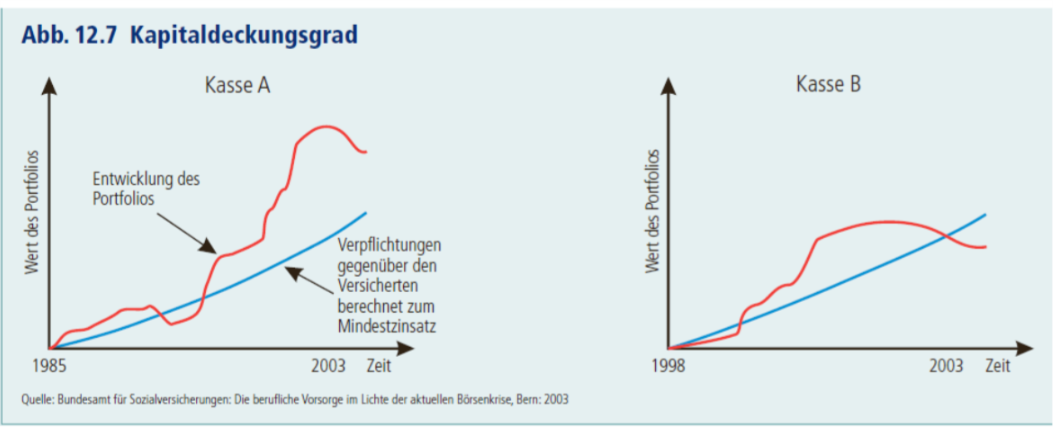 Abb. 12.7 Kapitaldeckungsgrad
Kasse A
Wert des Portfolios
Entwicklung des
Portfolios
Verpflichtungen
gegenüber den
Versicherten
berechnet zum
Mindestzinsatz
1985
2003
Zeit
Kasse B
Wert des Portfolios
1998
2003
Zeit
Quelle: Bundesamt für Sozialversicherungen: Die berufliche Vorsorge im Lichte der aktuellen Börsenkrise, Bern: 2003